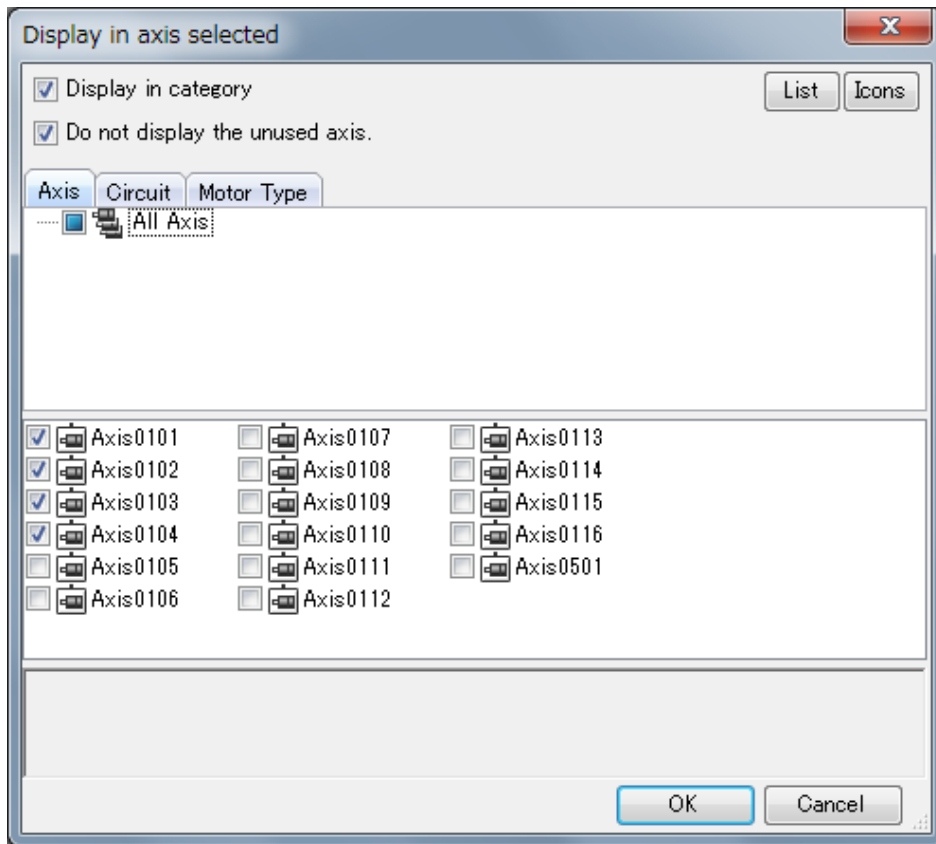 Display in axis selected
Display in category
List
Icons
Do not display the unused axis.
Axis
Circuit
Motor Type
All Axis
Axis0101
Axis0102
Axis0103
Axis0104
Axis0105
Axis0106
Axis0107
Axis0108
Axis0109
Axis0110
Axis0111
Axis0112
Axis0113
Axis0114
Axis0115
Axis0116
Axis0501
OK
Cancel